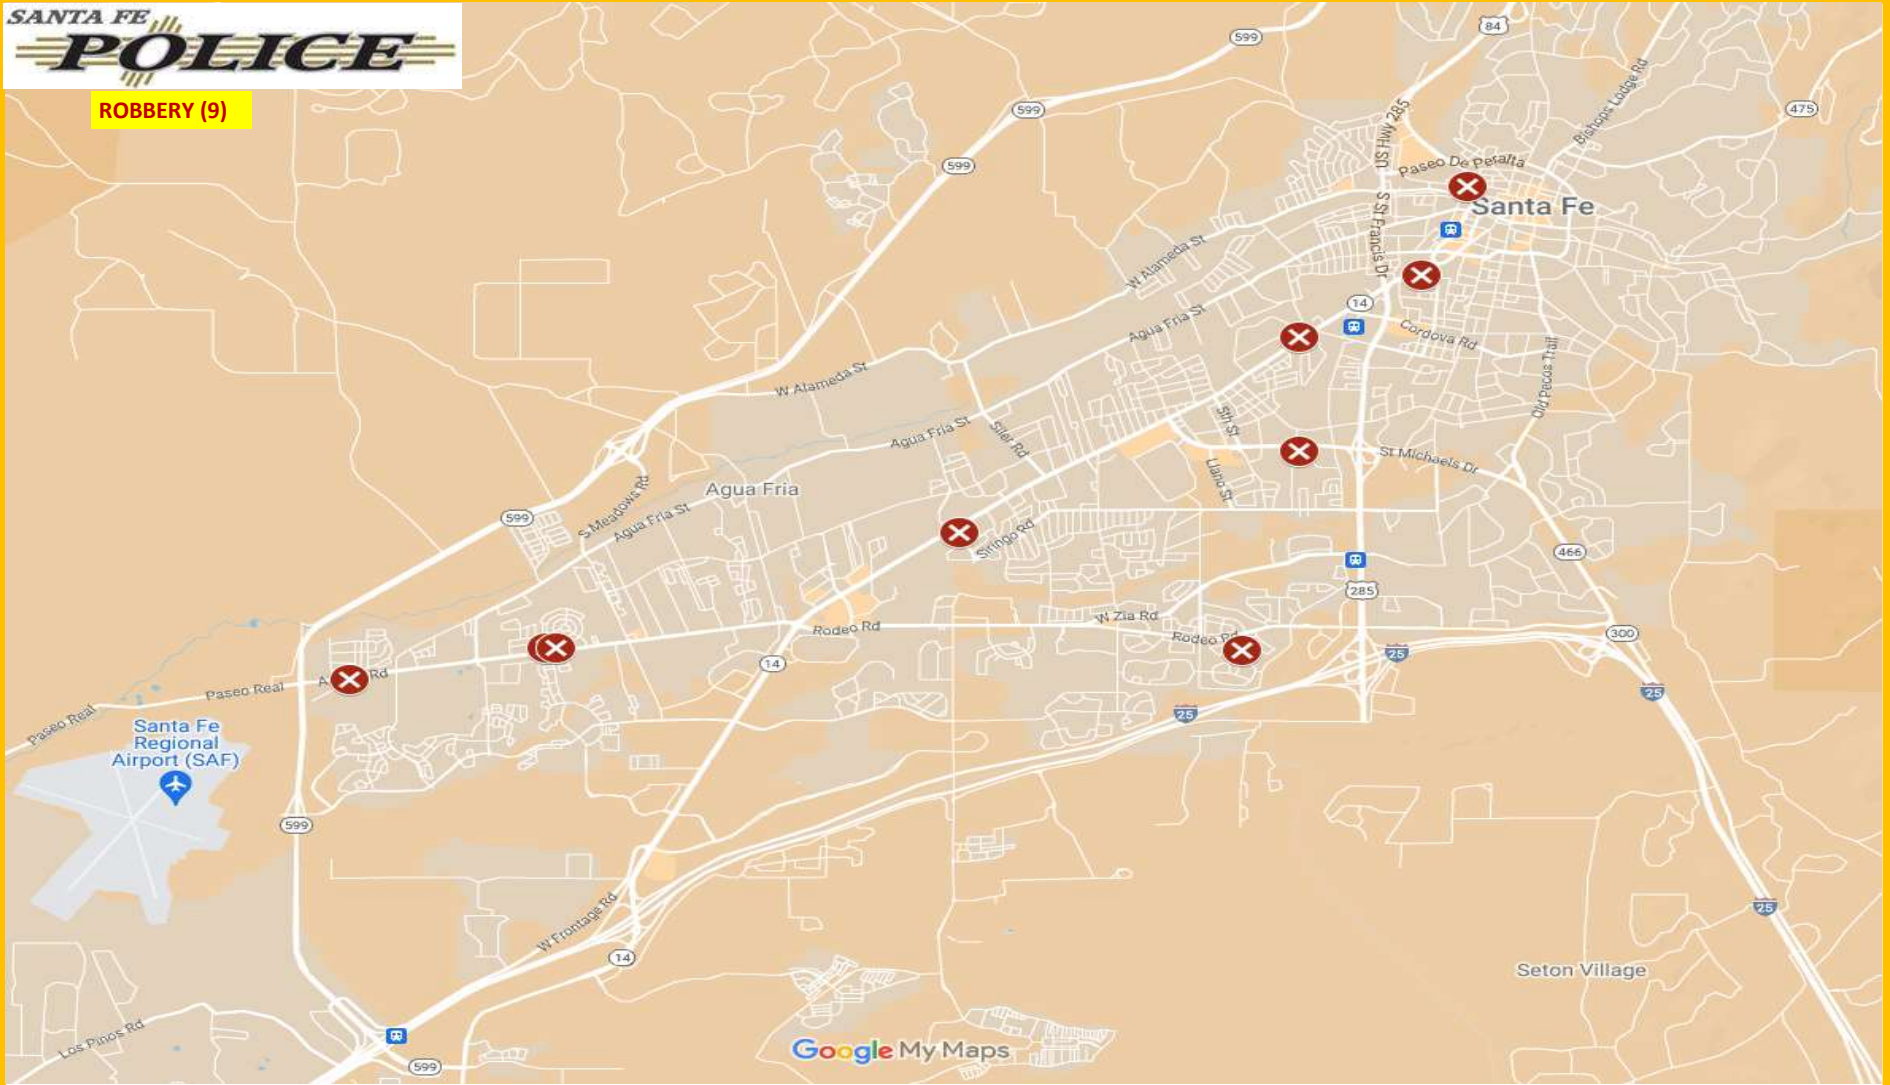 SANTA FE
POLICE
ROBBERY (9)
599
84
599
475
599
Bishops Lodge Rd
US Hwy 285
Paseo De Peralta
Santa Fe
S St Francis Dr
W Alameda St
14
Agua Fria St
Cordova Rd
Old Pecos Trail
W Alameda St
5th St
Agua Fria St
Siler Rd
St Michaels Dr
Llano St
Agua Fria
S Meadows Rd
599
Agua Fria St
Siringo Rd
466
285
W Zia Rd
Rodeo Rd
Rodeo Rd
300
25
14
Rd
Paseo Real
25
Paseo Real
25
Santa Fe
Regional
Airport (SAF)
599
W Frontage Rd
25
14
Seton Village
Los Pinos Rd
Google My Maps
599